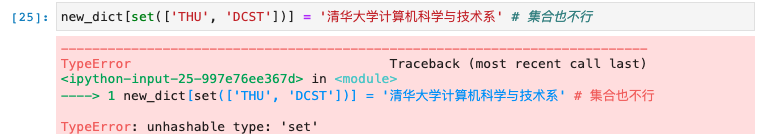 [25]: new_dict[set(['THU', 'DCST'])] = '清华大学计算机科学与技术系' # 集合也不行
---------------------------------------------------------------------------
TypeError                                 Traceback (most recent call last)
<ipython-input-25-997e76ee367d> in <module>
----> 1 new_dict[set(['THU', 'DCST'])] = '清华大学计算机科学与技术系' # 集合也不行
TypeError: unhashable type: 'set'